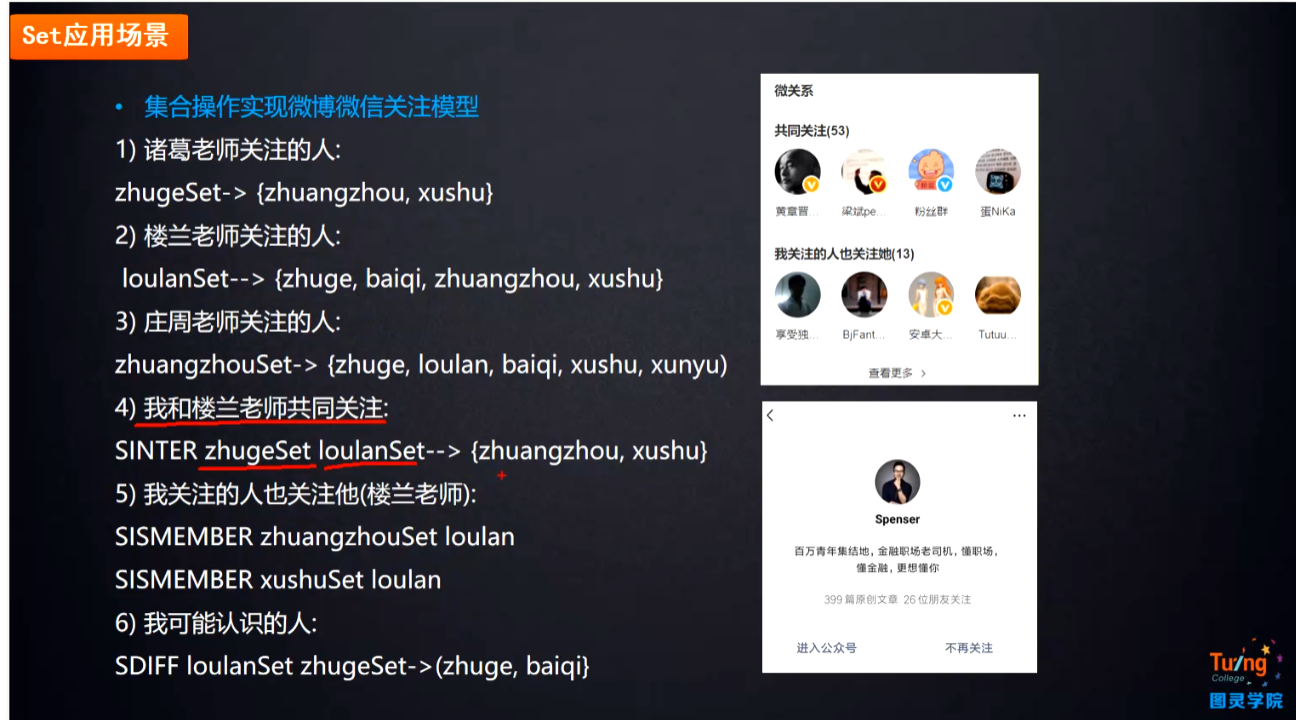 Set应用场景
• 集合操作实现微博微信关注模型
1) 诸葛老师关注的人:
zhugeSet-> {zhuangzhou, xushu}
2) 楼兰老师关注的人:
loulanSet--> {zhuge, baiqi, zhuangzhou, xushu}
3) 庄周老师关注的人:
zhuangzhouSet-> {zhuge, loulan, baiqi, xushu, xunyu)
4) 我和楼兰老师共同关注:
SINTER zhugeSet loulanSet--> {zhuangzhou, xushu}
5) 我关注的人也关注他(楼兰老师):
SISMEMBER zhuangzhouSet loulan
SISMEMBER xushuSet loulan
6) 我可能认识的人:
SDIFF loulanSet zhugeSet->(zhuge, baiqi}
微关系
共同关注(53)
黄章晋... 梁斌pe... 粉丝群 蛋NiKa
我关注的人也关注她(13)
享受独... BjFant... 安卓大... Tutuu...
查看更多 >
< ...
Spenser
百万青年集结地，金融职场老司机，懂职场，
懂金融，更想懂你
399篇原创文章 26位朋友关注
进入公众号 不再关注
Tuling
College
图灵学院